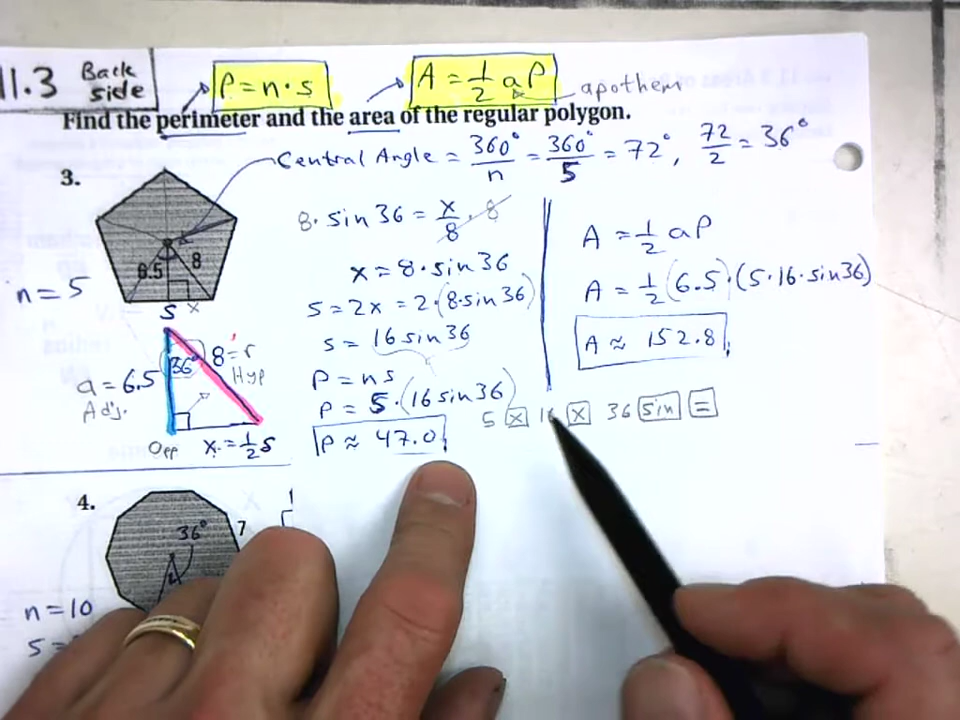 11.3 Back side
P = n·s
A = ½ a P
apothem
Find the perimeter and the area of the regular polygon.
Central Angle = 360°/n = 360°/5 = 72°, 72/2 = 36°
3.
6.5
8
n = 5
s
x
36°
8 = r
Hyp
a = 6.5
Adj.
Opp
x = ½ s
8 · sin 36 = x/8 · 8
x = 8 · sin 36
s = 2x = 2·(8·sin 36)
s = 16 sin 36
P = n s
P = 5·(16 sin 36)
P ≈ 47.0
A = ½ a P
A = ½ (6.5)·(5·16·sin 36)
A ≈ 152.8
5 × 16 × 36 sin =
4.
36°
7
n = 10
s =